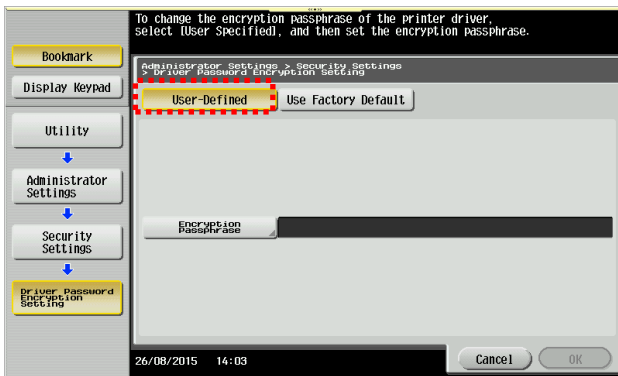 To change the encryption passphrase of the printer driver,
select [User Specified], and then set the encryption passphrase.
Bookmark
Display Keypad
Utility
Administrator
Settings
Security
Settings
Driver Password
Encryption
Setting
Administrator Settings > Security Settings
> Driver Password Encryption Setting
User-Defined
Use Factory Default
Encryption
Passphrase
26/08/2015 14:03
Cancel
OK